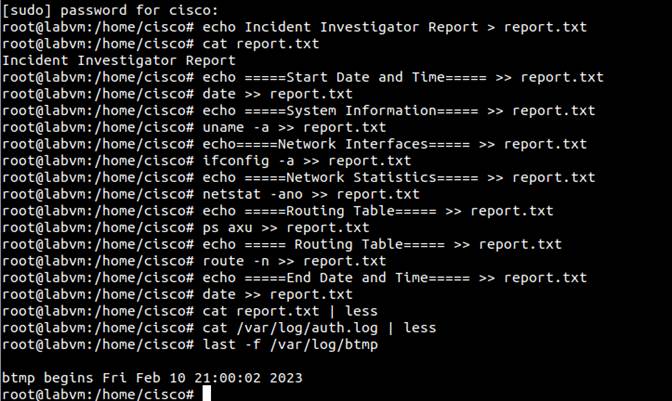 [sudo] password for cisco:
root@labvm:/home/cisco# echo Incident Investigator Report > report.txt
root@labvm:/home/cisco# cat report.txt
Incident Investigator Report
root@labvm:/home/cisco# echo =====Start Date and Time===== >> report.txt
root@labvm:/home/cisco# date >> report.txt
root@labvm:/home/cisco# echo =====System Information===== >> report.txt
root@labvm:/home/cisco# uname -a >> report.txt
root@labvm:/home/cisco# echo=====Network Interfaces===== >> report.txt
root@labvm:/home/cisco# ifconfig -a >> report.txt
root@labvm:/home/cisco# echo =====Network Statistics===== >> report.txt
root@labvm:/home/cisco# netstat -ano >> report.txt
root@labvm:/home/cisco# echo =====Routing Table===== >> report.txt
root@labvm:/home/cisco# ps axu >> report.txt
root@labvm:/home/cisco# echo ===== Routing Table===== >> report.txt
root@labvm:/home/cisco# route -n >> report.txt
root@labvm:/home/cisco# echo =====End Date and Time===== >> report.txt
root@labvm:/home/cisco# date >> report.txt
root@labvm:/home/cisco# cat report.txt | less
root@labvm:/home/cisco# cat /var/log/auth.log | less
root@labvm:/home/cisco# last -f /var/log/btmp
btmp begins Fri Feb 10 21:00:02 2023
root@labvm:/home/cisco#